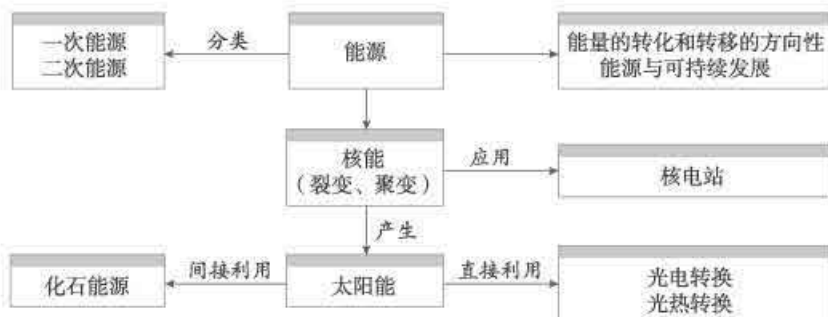 一次能源
二次能源
分类
能源
能量的转化和转移的方向性
能源与可持续发展
核能
（裂变、聚变）
应用
核电站
产生
化石能源
间接利用
太阳能
直接利用
光电转换
光热转换